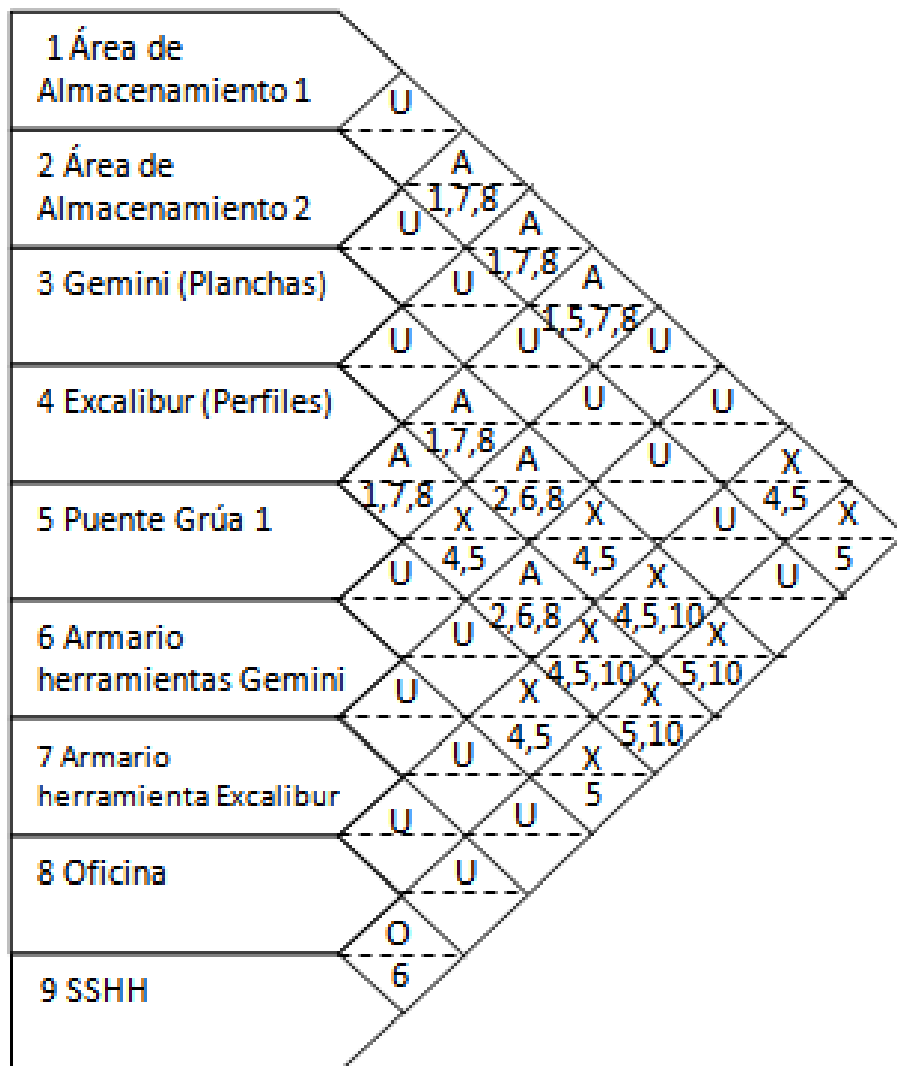 1 Área de
Almacenamiento 1
2 Área de
Almacenamiento 2
3 Gemini (Planchas)
4 Excalibur (Perfiles)
5 Puente Grúa 1
6 Armario
herramientas Gemini
7 Armario
herramienta Excalibur
8 Oficina
9 SSHH
U
A
1,7,8
U A
1,7,8
U A
1,5,7,8
U U U
A U U
1,7,8
A A U X
1,7,8 2,6,8 4,5
X X U X
4,5 4,5 5
U A X U
2,6,8 4,5,10
U X X
4,5,10 5,10
U X X
4,5 5,10
U X
5
U U
U
O
6